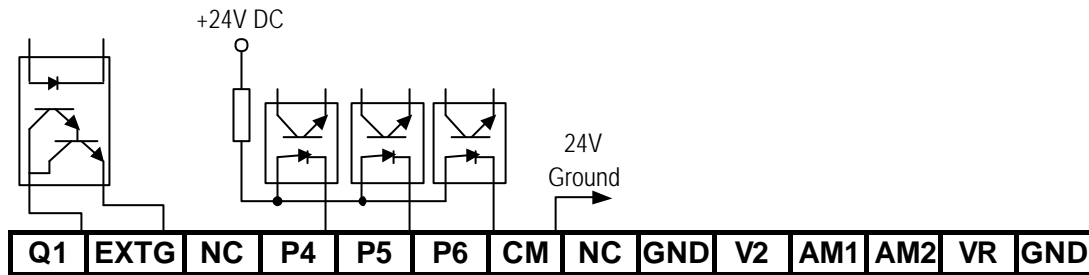 +24V DC
24V
Ground
Q1 EXTG NC P4 P5 P6 CM NC GND V2 AM1 AM2 VR GND